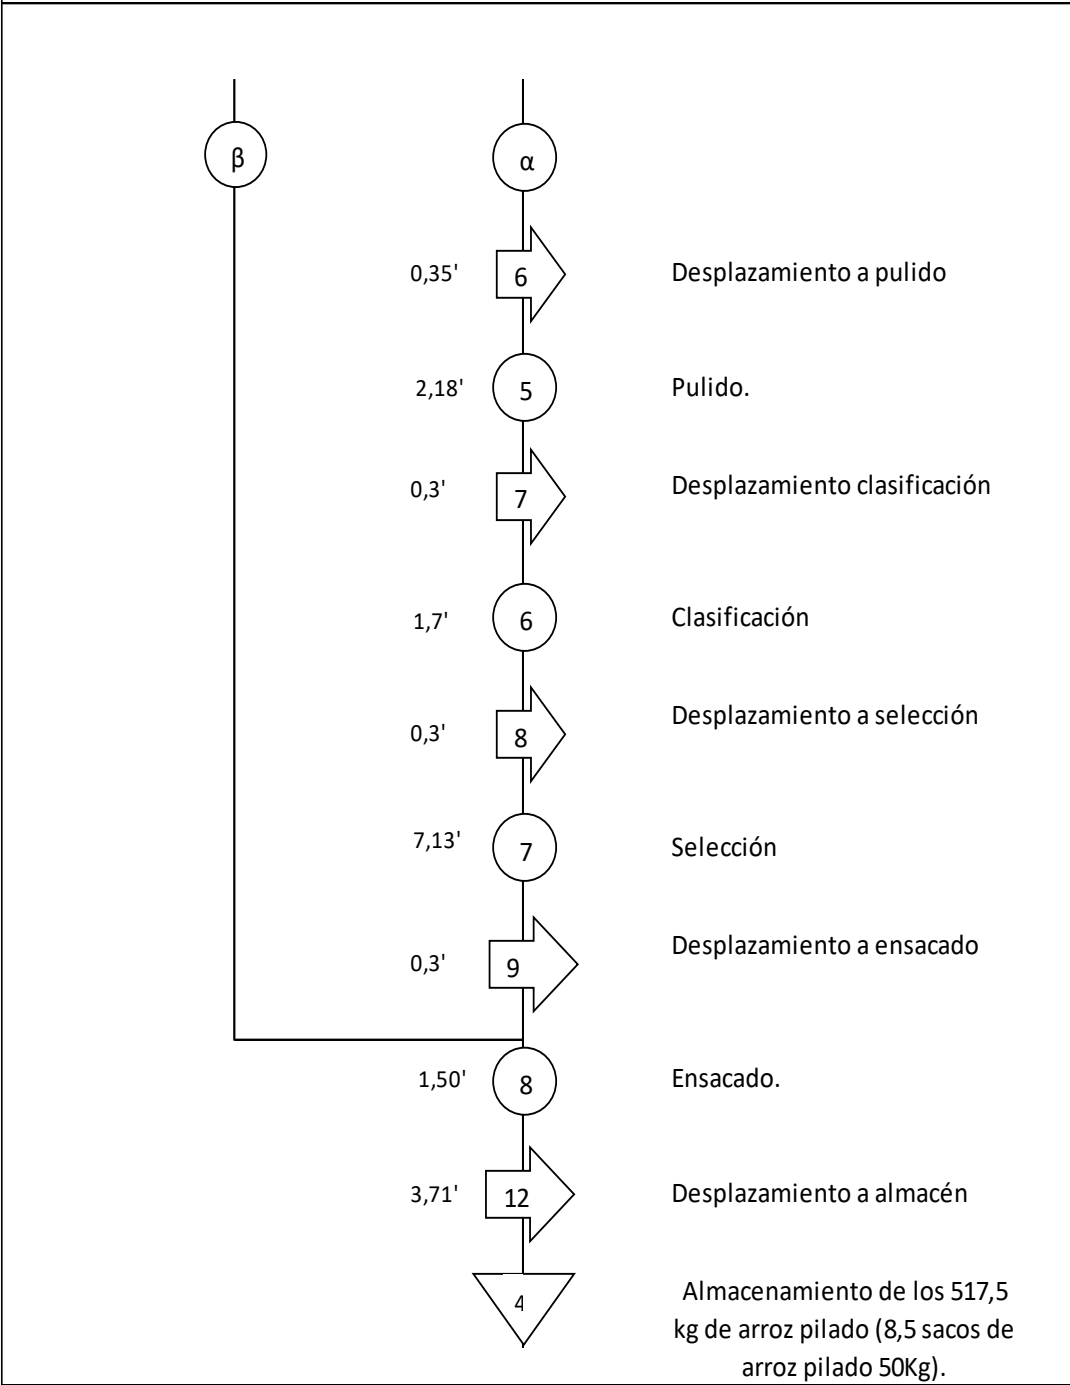 β α
0,35' 6 Desplazamiento a pulido
2,18' 5 Pulido.
0,3' 7 Desplazamiento clasificación
1,7' 6 Clasificación
0,3' 8 Desplazamiento a selección
7,13' 7 Selección
0,3' 9 Desplazamiento a ensacado
1,50' 8 Ensacado.
3,71' 12 Desplazamiento a almacén
4 Almacenamiento de los 517,5
kg de arroz pilado (8,5 sacos de
arroz pilado 50Kg).